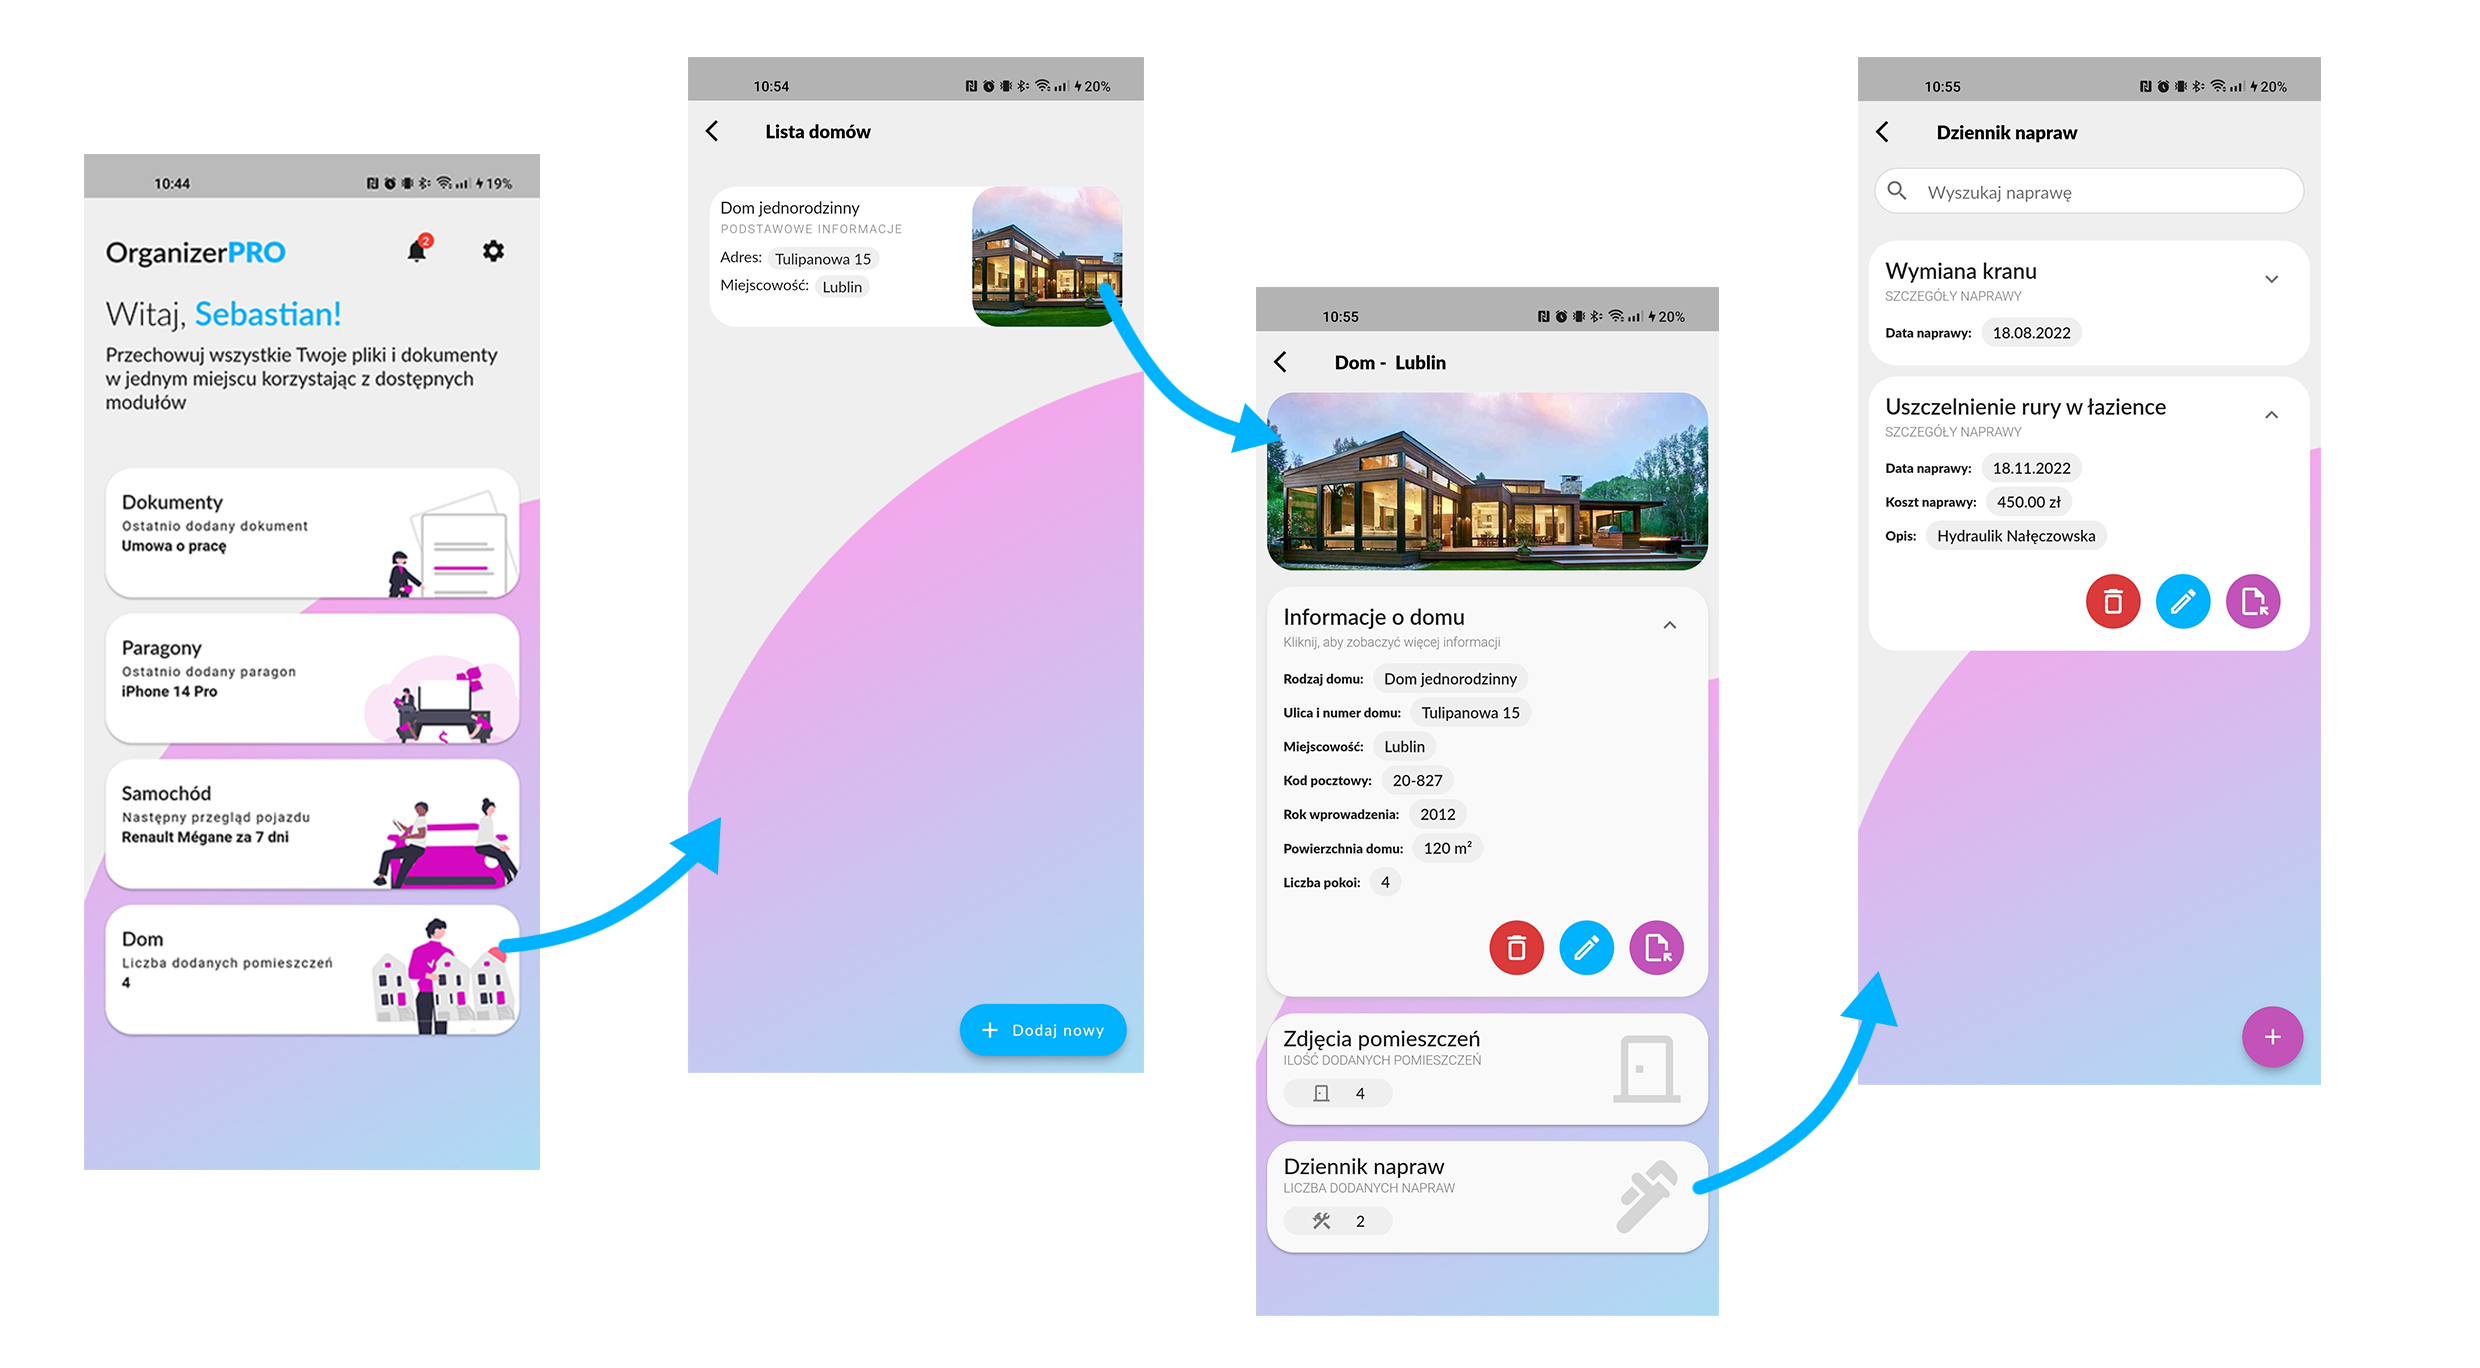 10:44
19%
OrganizerPRO
2
Witaj, Sebastian!
Przechowuj wszystkie Twoje pliki i dokumenty
w jednym miejscu korzystając z dostępnych
modułów
Dokumenty
Ostatnio dodany dokument
Umowa o pracę
Paragony
Ostatnio dodany paragon
iPhone 14 Pro
$
Samochód
Następny przegląd pojazdu
Renault Mégane za 7 dni
Dom
Liczba dodanych pomieszczeń
4
10:54
20%
Lista domów
Dom jednorodzinny
PODSTAWOWE INFORMACJE
Adres: Tulipanowa 15
Miejscowość: Lublin
+ Dodaj nowy
10:55
20%
Dom - Lublin
Informacje o domu
Kliknij, aby zobaczyć więcej informacji
Rodzaj domu: Dom jednorodzinny
Ulica i numer domu: Tulipanowa 15
Miejscowość: Lublin
Kod pocztowy: 20-827
Rok wprowadzenia: 2012
Powierzchnia domu: 120 m²
Liczba pokoi: 4
Zdjęcia pomieszczeń
ILOŚĆ DODANYCH POMIESZCZEŃ
4
Dziennik napraw
LICZBA DODANYCH NAPRAW
2
10:55
20%
Dziennik napraw
Wyszukaj naprawę
Wymiana kranu
SZCZEGÓŁY NAPRAWY
Data naprawy: 18.08.2022
Uszczelnienie rury w łazience
SZCZEGÓŁY NAPRAWY
Data naprawy: 18.11.2022
Koszt naprawy: 450.00 zł
Opis: Hydraulik Nałęczowska
+